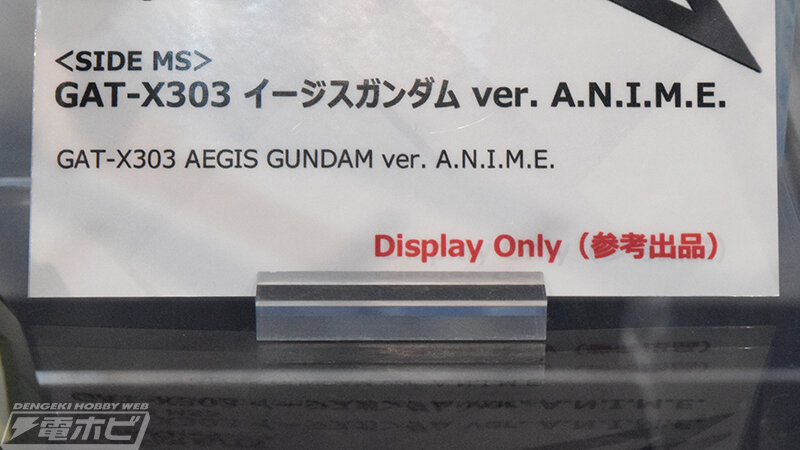 <SIDE MS>
GAT-X303 イージスガンダム ver. A.N.I.M.E.
GAT-X303 AEGIS GUNDAM ver. A.N.I.M.E.
Display Only（参考出品）
DENGEKI HOBBY WEB
電ホビ